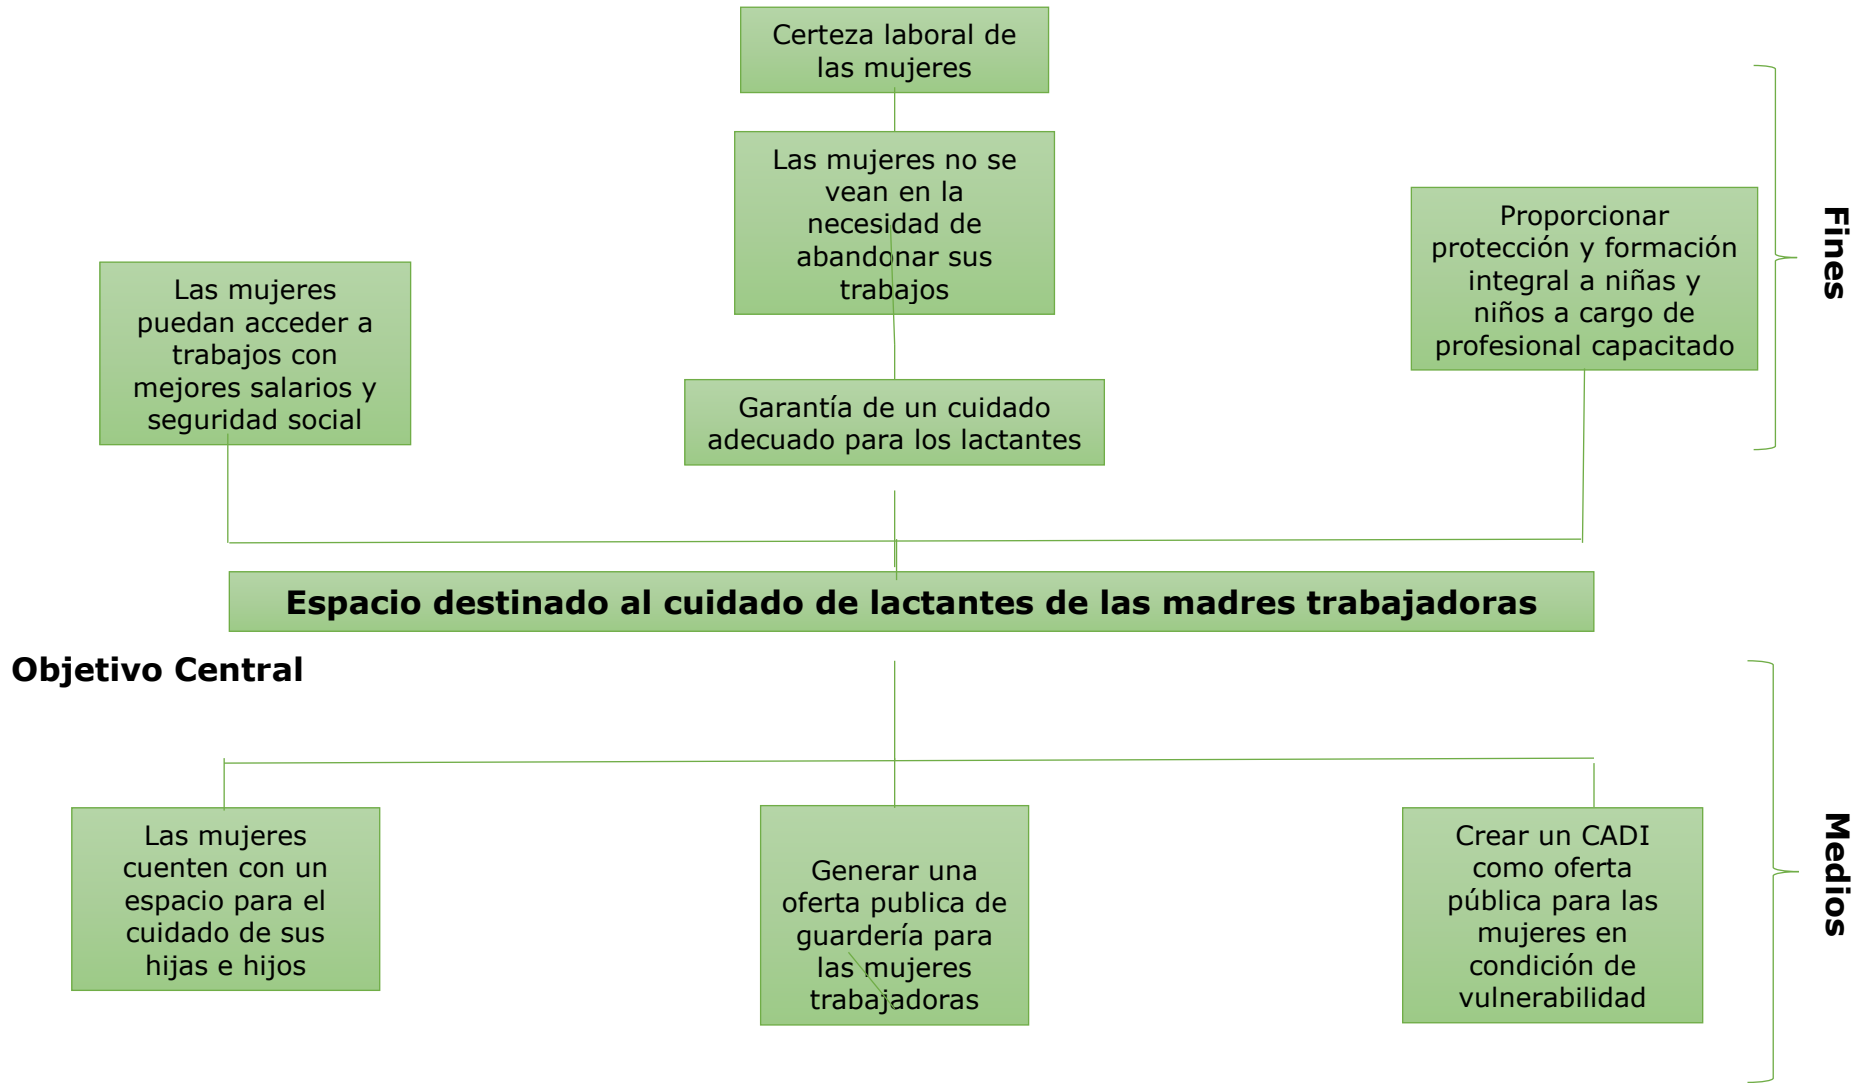 Certeza laboral de
las mujeres
Las mujeres no se
vean en la
necesidad de
abandonar sus
trabajos
Proporcionar
protección y formación
integral a niñas y
niños a cargo de
profesional capacitado
Fines
Las mujeres
puedan acceder a
trabajos con
mejores salarios y
seguridad social
Garantía de un cuidado
adecuado para los lactantes
Espacio destinado al cuidado de lactantes de las madres trabajadoras
Objetivo Central
Las mujeres
cuenten con un
espacio para el
cuidado de sus
hijas e hijos
Generar una
oferta publica de
guardería para
las mujeres
trabajadoras
Crear un CADI
como oferta
pública para las
mujeres en
condición de
vulnerabilidad
Medios